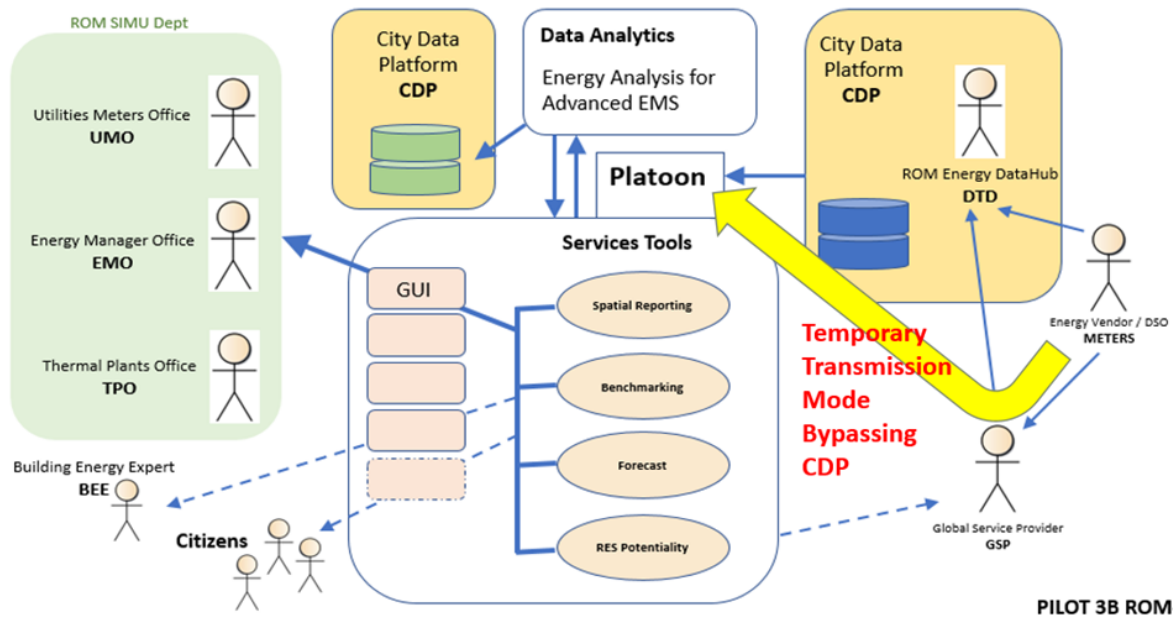 ROM SIMU Dept
Utilities Meters Office
UMO
Energy Manager Office
EMO
Thermal Plants Office
TPO
City Data
Platform
CDP
Data Analytics
Energy Analysis for
Advanced EMS
City Data
Platform
CDP
ROM Energy DataHub
DTD
Platoon
Energy Vendor / DSO
METERS
Services Tools
GUI
Spatial Reporting
Benchmarking
Forecast
RES Potentiality
Temporary
Transmission
Mode
Bypassing
CDP
Building Energy Expert
BEE
Citizens
Global Service Provider
GSP
PILOT 3B ROM